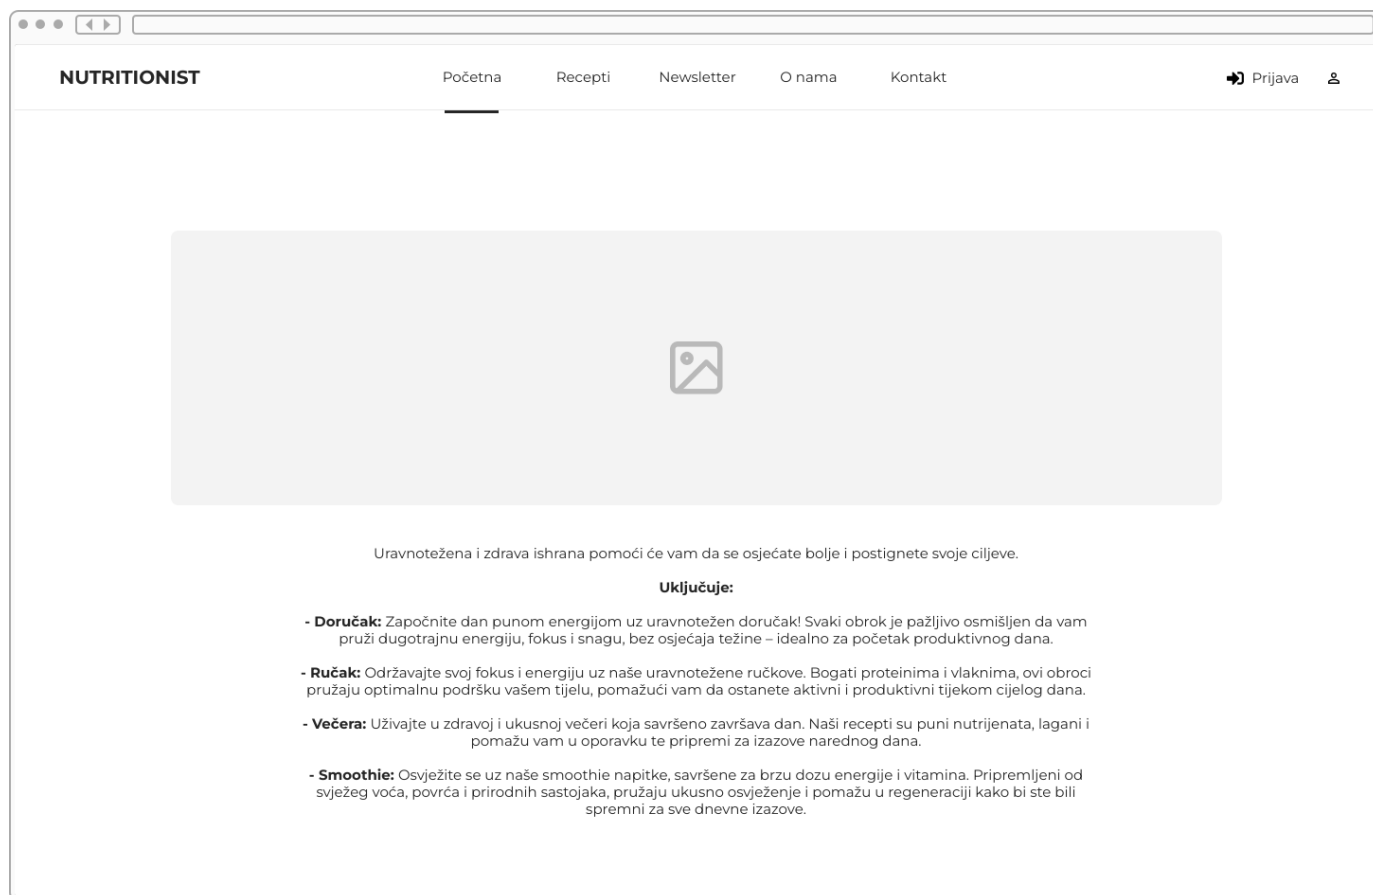 NUTRITIONIST
Početna
Recepti
Newsletter
O nama
Kontakt
Prijava
Uravnotežena i zdrava ishrana pomoći će vam da se osjećate bolje i postignete svoje ciljeve.
Uključuje:
- Doručak: Započnite dan punom energijom uz uravnotežen doručak! Svaki obrok je pažljivo osmišljen da vam
pruži dugotrajnu energiju, fokus i snagu, bez osjećaja težine – idealno za početak produktivnog dana.
- Ručak: Održavajte svoj fokus i energiju uz naše uravnotežene ručkove. Bogati proteinima i vlaknima, ovi obroci
pružaju optimalnu podršku vašem tijelu, pomažući vam da ostanete aktivni i produktivni tijekom cijelog dana.
- Večera: Uživajte u zdravoj i ukusnoj večeri koja savršeno završava dan. Naši recepti su puni nutrijenata, lagani i
pomažu vam u oporavku te pripremi za izazove narednog dana.
- Smoothie: Osvježite se uz naše smoothie napitke, savršene za brzu dozu energije i vitamina. Pripremljeni od
svježeg voća, povrća i prirodnih sastojaka, pružaju ukusno osvježenje i pomažu u regeneraciji kako bi ste bili
spremni za sve dnevne izazove.